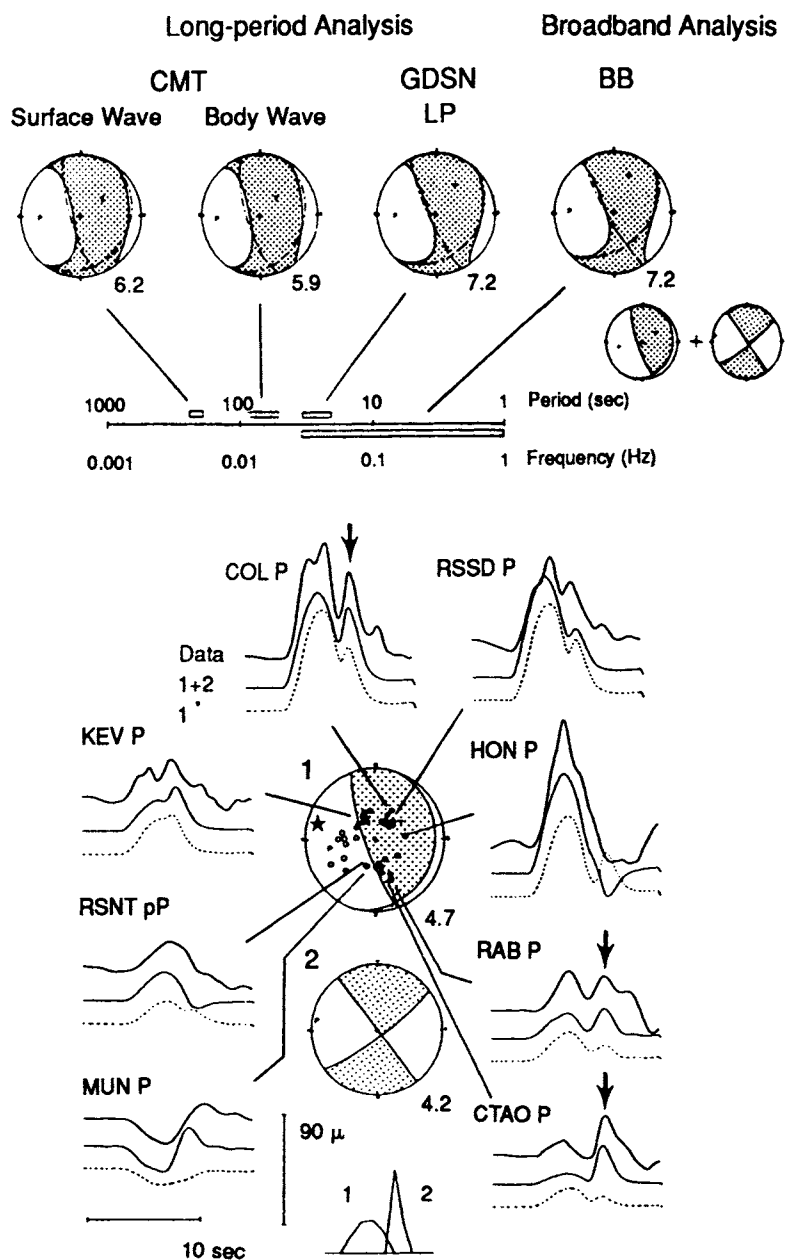 Long-period Analysis Broadband Analysis
CMT GDSN BB
Surface Wave Body Wave LP
6.2 5.9 7.2 7.2
+
1000 100 10 1 Period (sec)
0.001 0.01 0.1 1 Frequency (Hz)
COL P RSSD P
Data
1+2
1
KEV P 1 HON P
RSNT pP 4.7
2 RAB P
MUN P 4.2 CTAO P
90 μ
1 2
10 sec